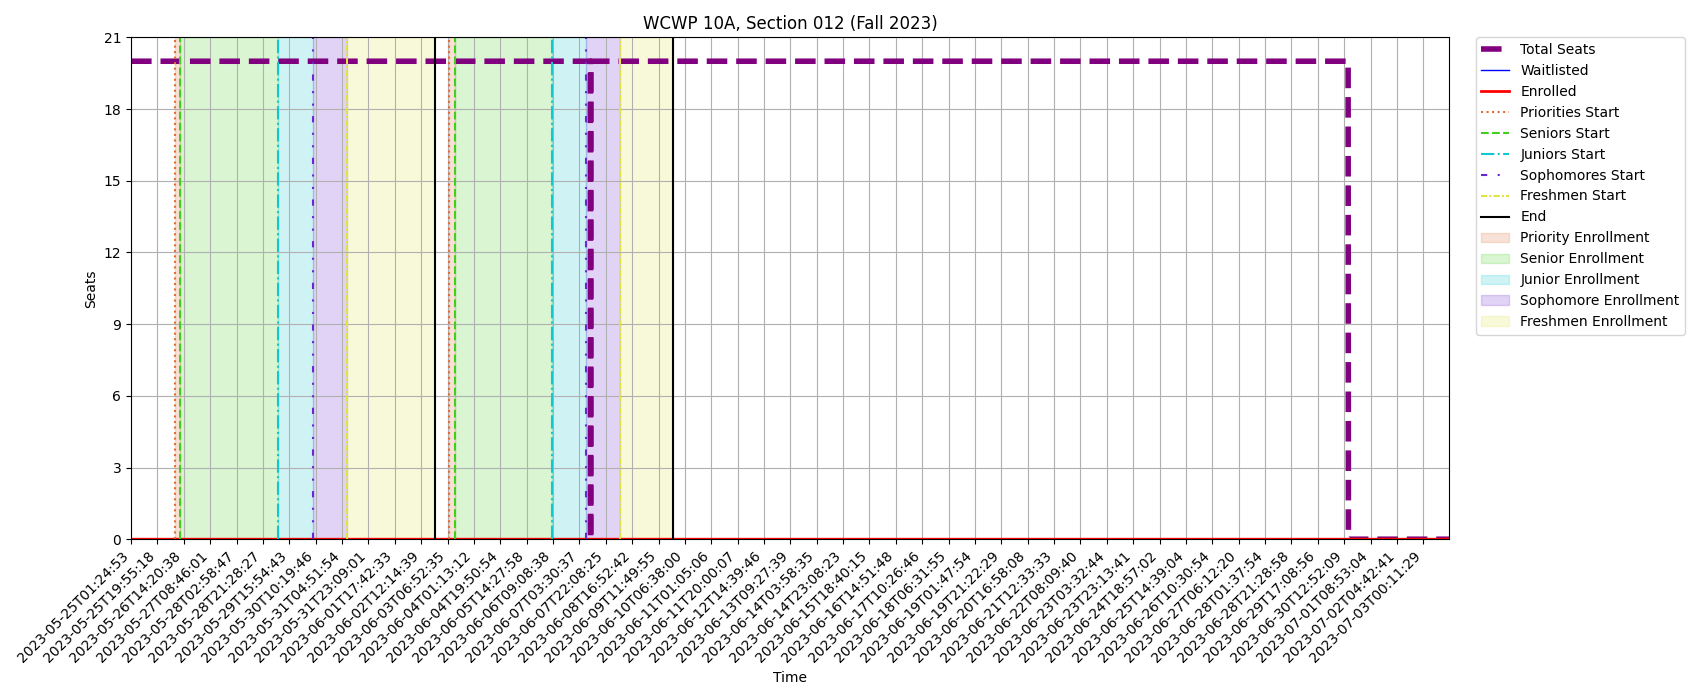 WCWP 10A, Section 012 (Fall 2023)
Seats
21
18
15
12
9
6
3
0
2023-05-25T01:24:53
2023-05-25T19:55:18
2023-05-26T14:20:38
2023-05-27T08:46:01
2023-05-28T02:58:47
2023-05-28T21:28:27
2023-05-29T15:54:43
2023-05-30T10:19:46
2023-05-31T04:51:54
2023-05-31T23:09:01
2023-06-01T17:42:33
2023-06-02T12:14:39
2023-06-03T06:52:35
2023-06-04T01:13:12
2023-06-04T19:50:54
2023-06-05T14:27:58
2023-06-06T09:08:38
2023-06-07T03:30:37
2023-06-07T22:08:25
2023-06-08T16:52:42
2023-06-09T11:49:55
2023-06-10T06:38:00
2023-06-11T01:05:06
2023-06-11T20:00:07
2023-06-12T14:39:46
2023-06-13T09:27:39
2023-06-14T03:58:35
2023-06-14T23:08:23
2023-06-15T18:40:15
2023-06-16T14:51:48
2023-06-17T10:26:46
2023-06-18T06:31:55
2023-06-19T01:47:54
2023-06-19T21:22:29
2023-06-20T16:58:08
2023-06-21T12:33:33
2023-06-22T08:09:40
2023-06-23T03:32:44
2023-06-23T23:13:41
2023-06-24T18:57:02
2023-06-25T14:39:04
2023-06-26T10:30:54
2023-06-27T06:12:20
2023-06-28T01:37:54
2023-06-28T21:28:58
2023-06-29T17:08:56
2023-06-30T12:52:09
2023-07-01T08:53:04
2023-07-02T04:42:41
2023-07-03T00:11:29
Time
Total Seats
Waitlisted
Enrolled
Priorities Start
Seniors Start
Juniors Start
Sophomores Start
Freshmen Start
End
Priority Enrollment
Senior Enrollment
Junior Enrollment
Sophomore Enrollment
Freshmen Enrollment